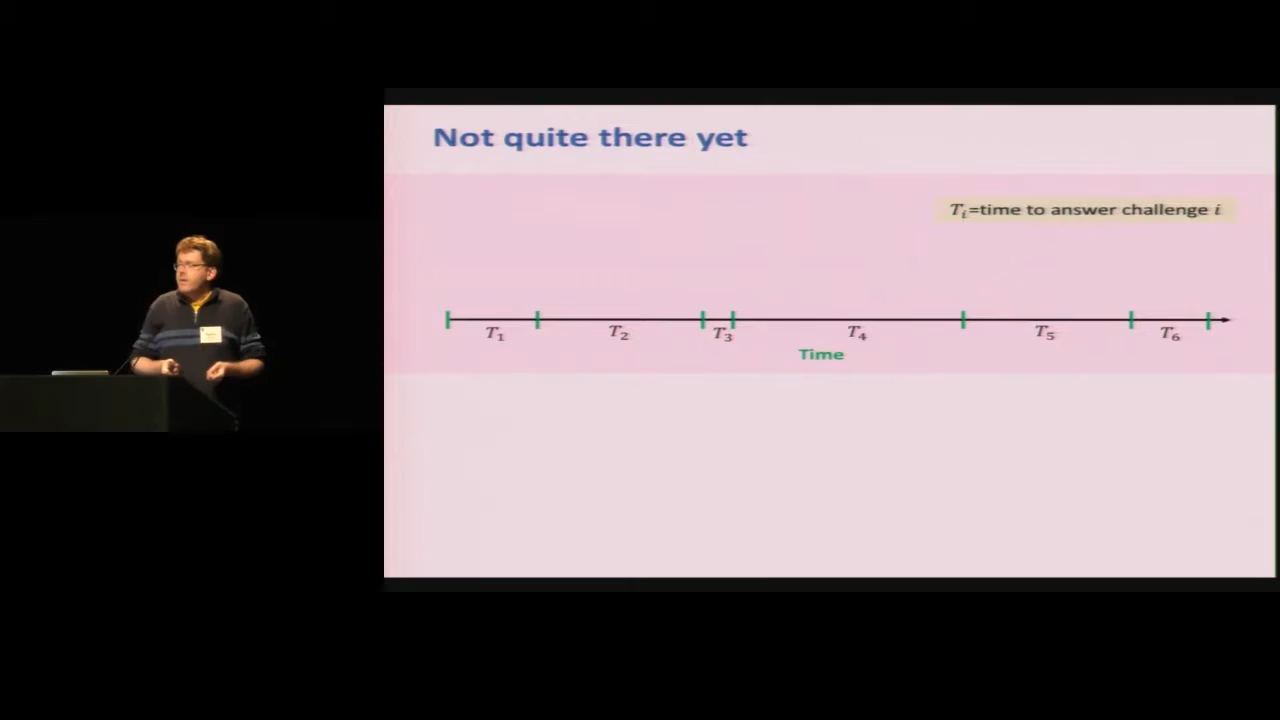 Not quite there yet
𝑇ᵢ=time to answer challenge 𝑖
T₁ T₂ T₃ T₄ T₅ T₆
Time